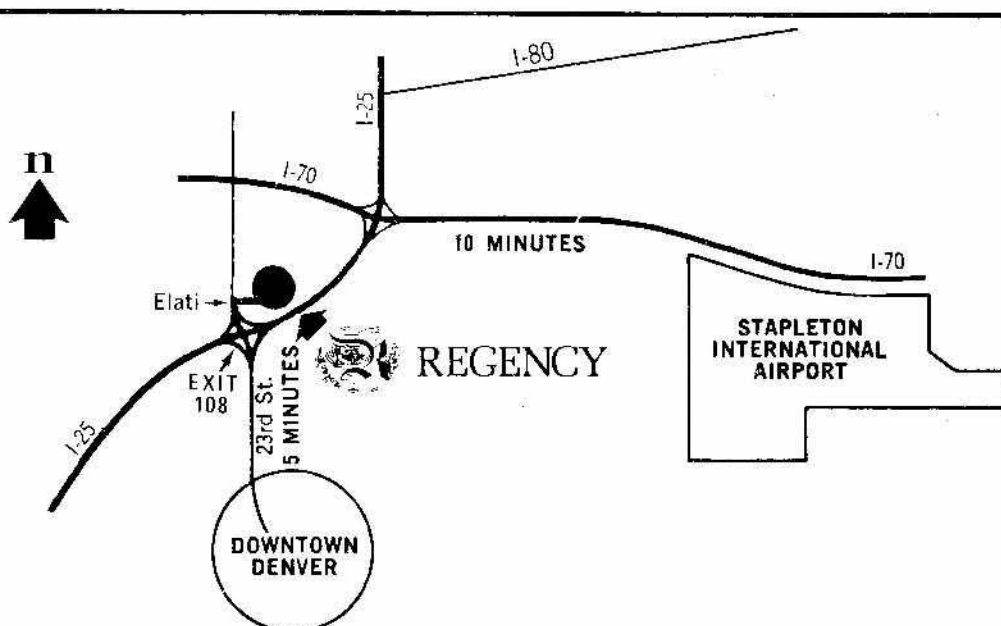 I-80
I-25
n
I-70
10 MINUTES
I-70
Elati
STAPLETON
INTERNATIONAL
AIRPORT
REGENCY
EXIT
108
23rd St.
5 MINUTES
I-25
DOWNTOWN
DENVER